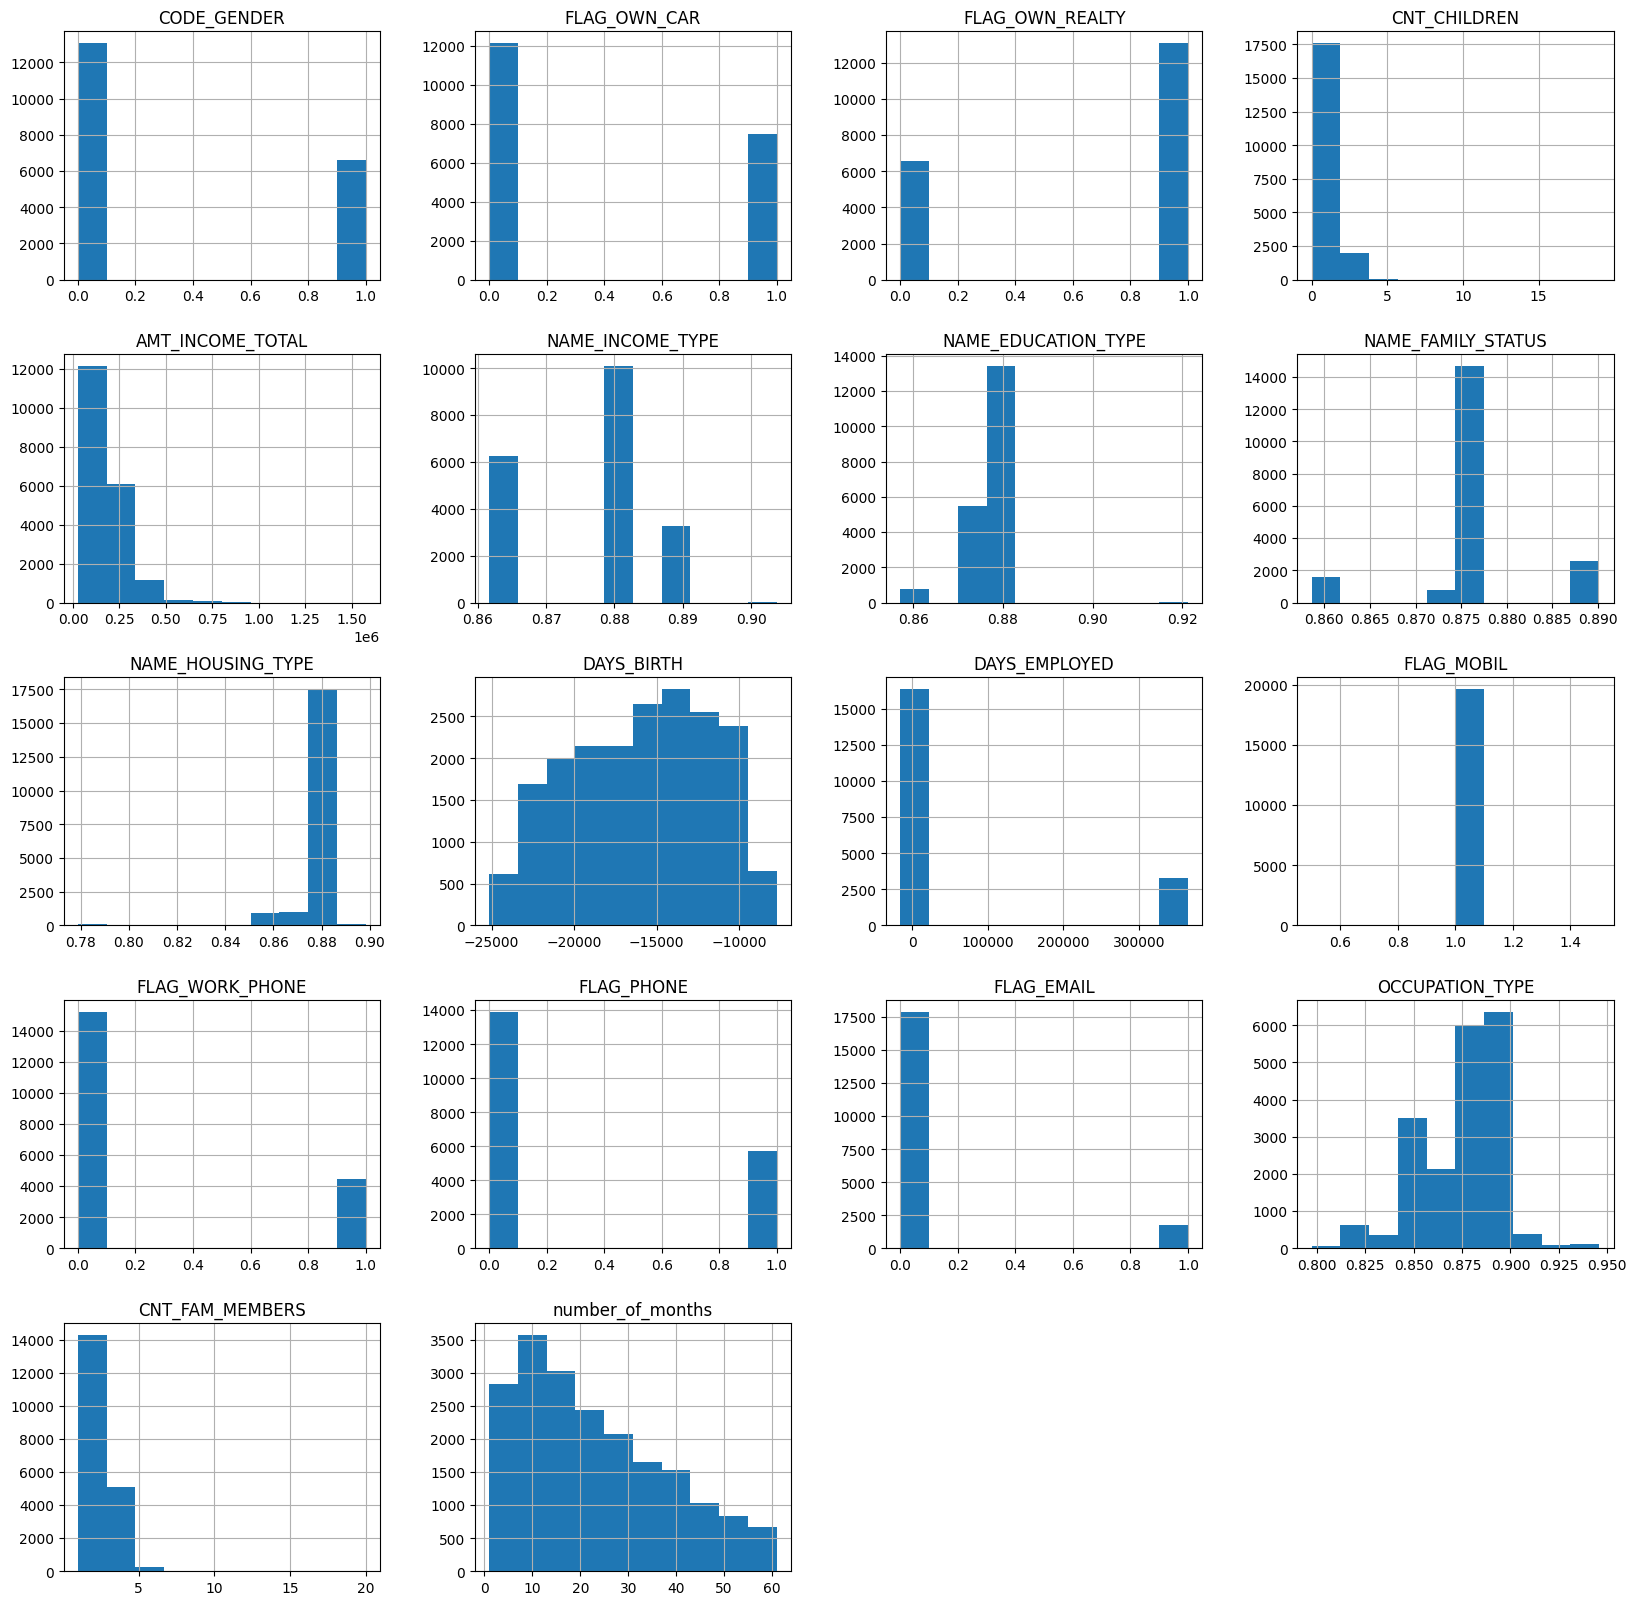 CODE_GENDER FLAG_OWN_CAR FLAG_OWN_REALTY CNT_CHILDREN
12000 12000 12000 17500
10000 10000 10000 15000
8000 8000 8000 12500
6000 6000 6000 10000
4000 4000 4000 7500
2000 2000 2000 5000
0 0 0 2500
0
0.0 0.2 0.4 0.6 0.8 1.0 0.0 0.2 0.4 0.6 0.8 1.0 0.0 0.2 0.4 0.6 0.8 1.0 0 5 10 15
AMT_INCOME_TOTAL NAME_INCOME_TYPE NAME_EDUCATION_TYPE NAME_FAMILY_STATUS
12000 10000 14000 14000
10000 8000 12000 12000
8000 6000 10000 10000
6000 4000 8000 8000
4000 2000 6000 6000
2000 0 4000 4000
0 2000 2000
0 0
0.00 0.25 0.50 0.75 1.00 1.25 1.50 0.86 0.87 0.88 0.89 0.90 0.86 0.88 0.90 0.92 0.860 0.865 0.870 0.875 0.880 0.885 0.890
1e6
NAME_HOUSING_TYPE DAYS_BIRTH DAYS_EMPLOYED FLAG_MOBIL
17500 2500 15000 20000
15000 2000 12500 15000
12500 1500 10000 10000
10000 1000 7500 5000
7500 500 5000 0
5000 0 2500
2500 0
0
0.78 0.80 0.82 0.84 0.86 0.88 0.90 −25000 −20000 −15000 −10000 0 100000 200000 300000 0.6 0.8 1.0 1.2 1.4
FLAG_WORK_PHONE FLAG_PHONE FLAG_EMAIL OCCUPATION_TYPE
14000 14000 17500 6000
12000 12000 15000 5000
10000 10000 12500 4000
8000 8000 10000 3000
6000 6000 7500 2000
4000 4000 5000 1000
2000 2000 2500 0
0 0 0
0.0 0.2 0.4 0.6 0.8 1.0 0.0 0.2 0.4 0.6 0.8 1.0 0.0 0.2 0.4 0.6 0.8 1.0 0.800 0.825 0.850 0.875 0.900 0.925 0.950
CNT_FAM_MEMBERS number_of_months
14000 3500
12000 3000
10000 2500
8000 2000
6000 1500
4000 1000
2000 500
0 0
5 10 15 20 0 10 20 30 40 50 60